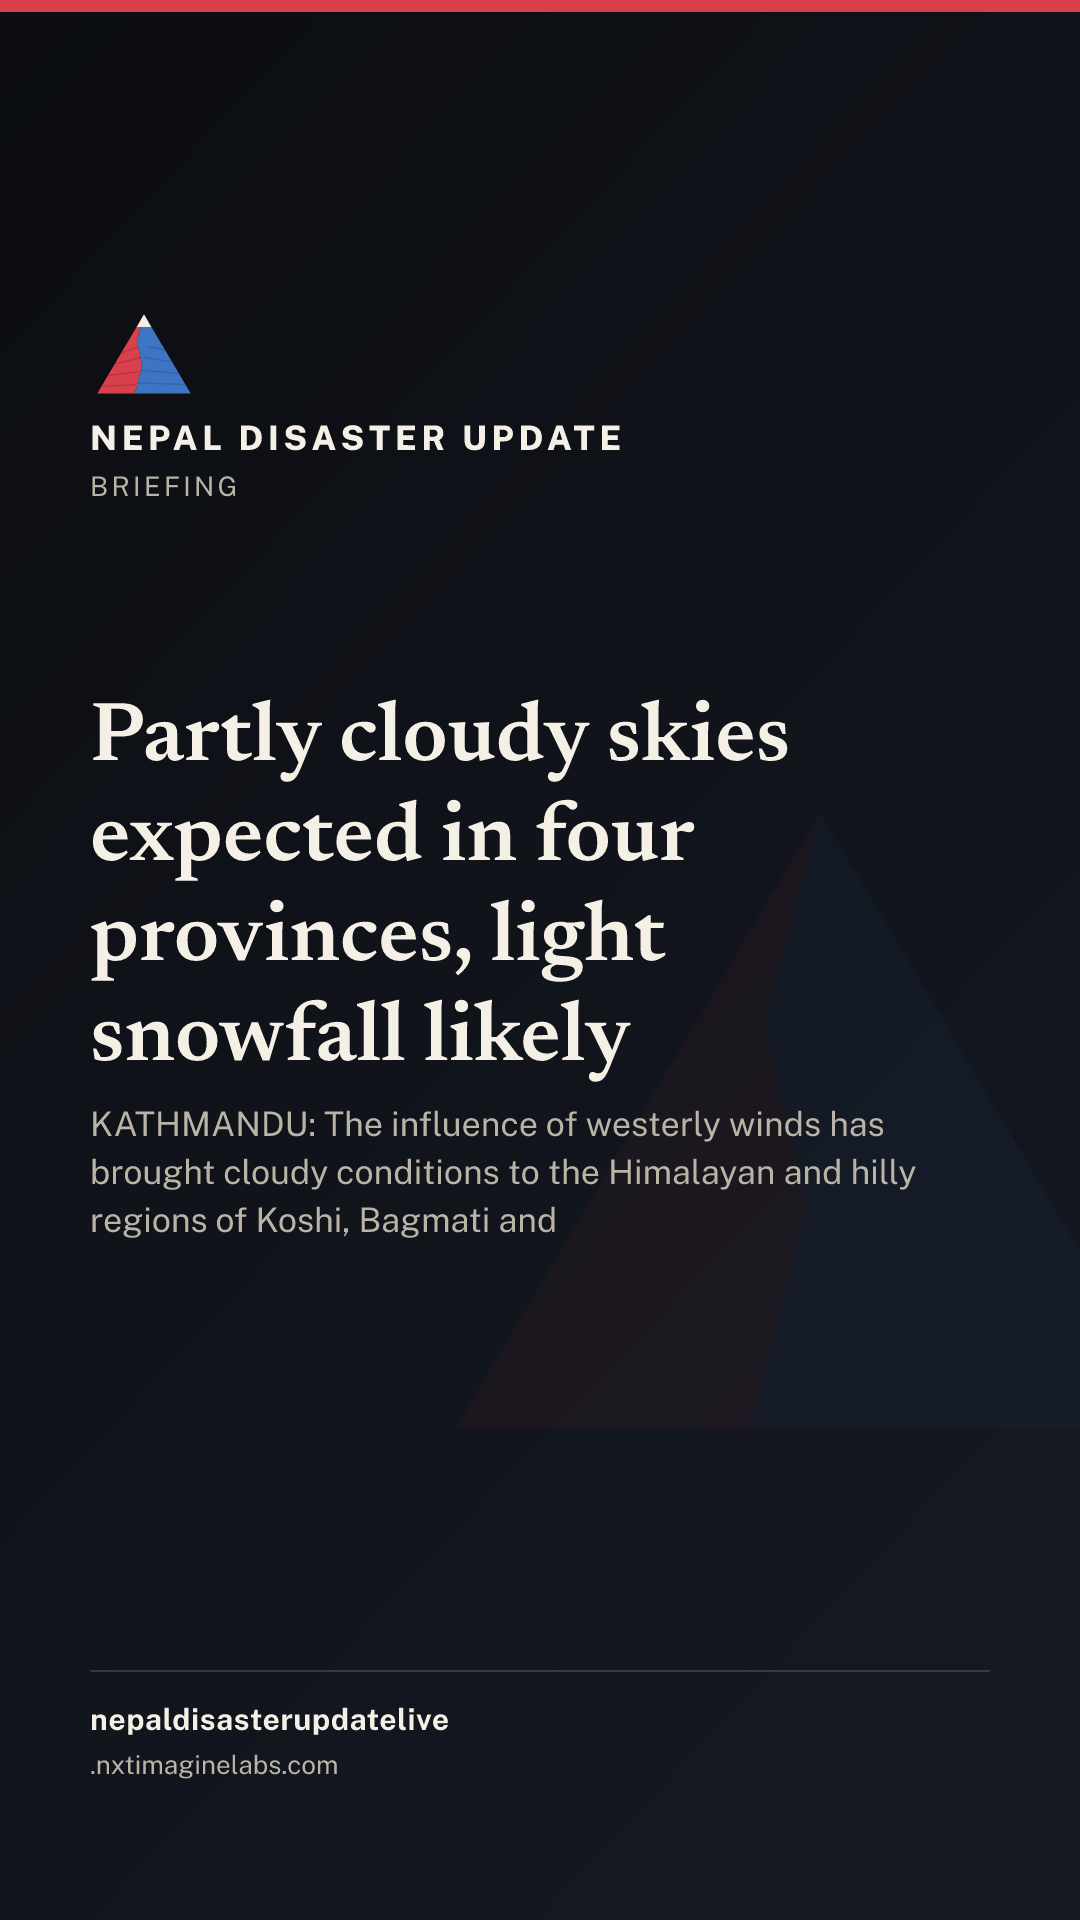 NEPAL DISASTER UPDATE
BRIEFING
Partly cloudy skies
expected in four
provinces, light
snowfall likely
KATHMANDU: The influence of westerly winds has
brought cloudy conditions to the Himalayan and hilly
regions of Koshi, Bagmati and
nepaldisasterupdatelive
.nxtimaginelabs.com